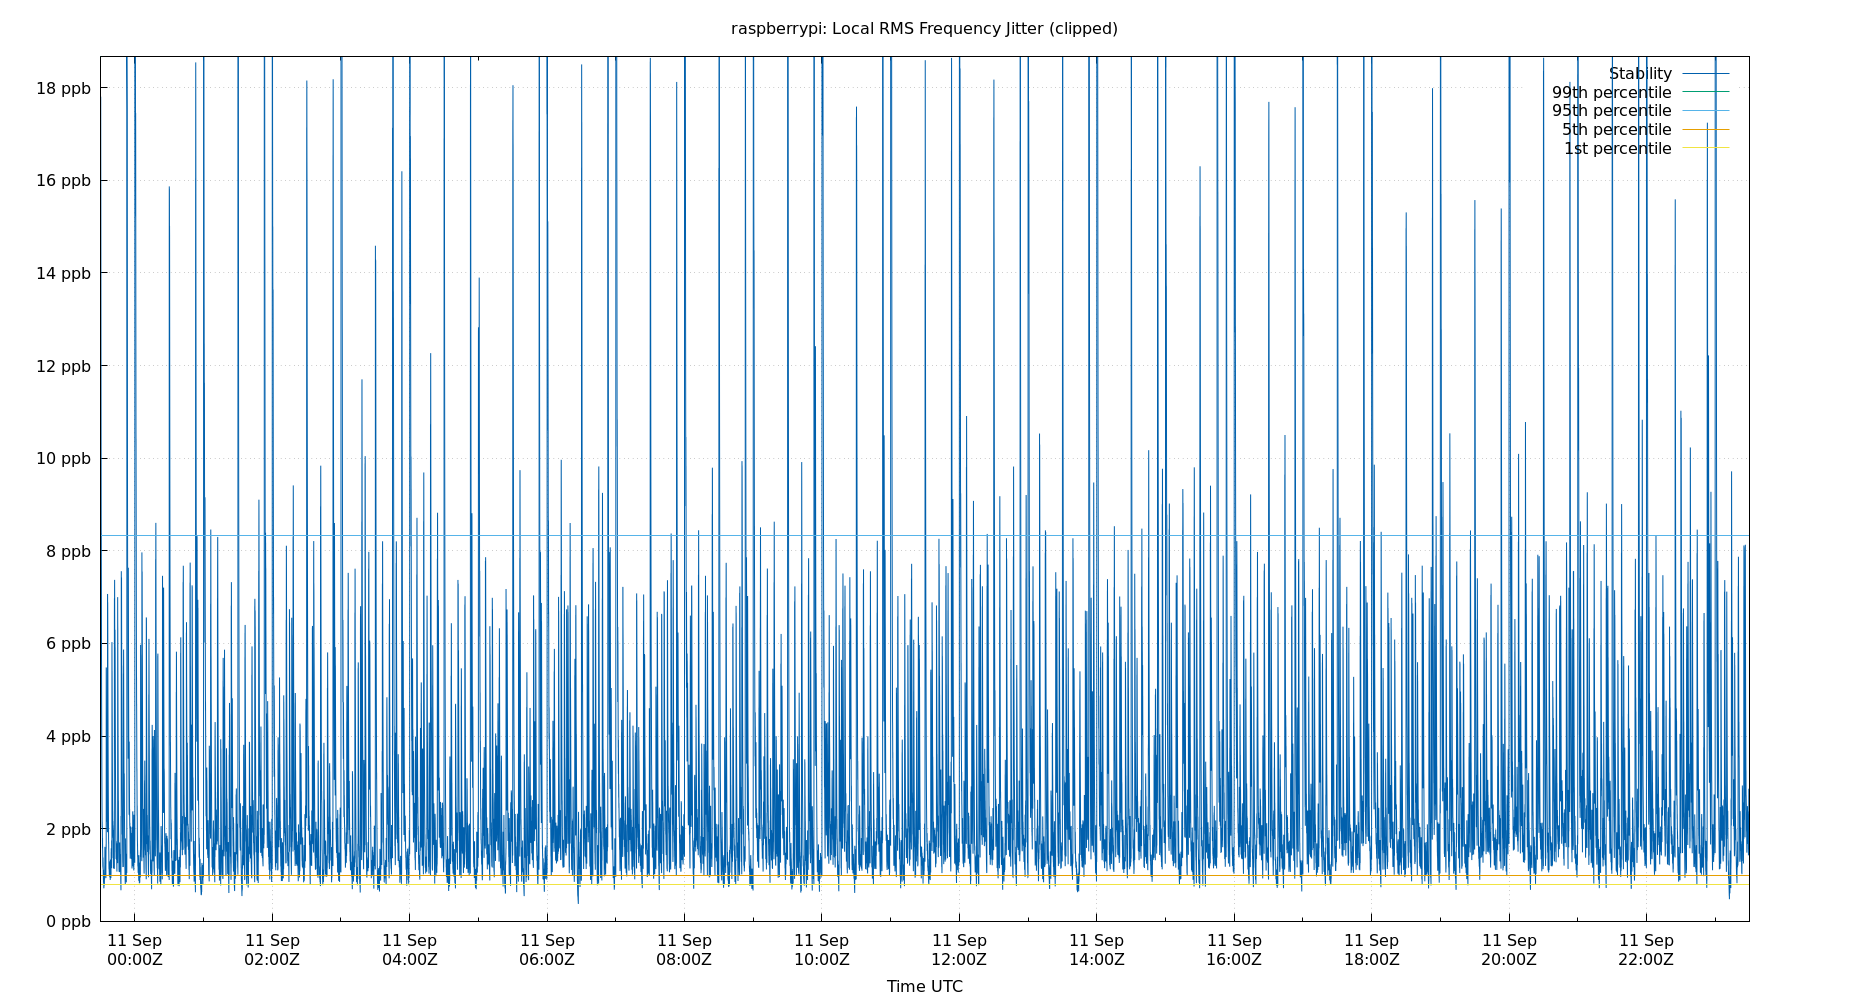 raspberrypi: Local RMS Frequency Jitter (clipped)
18 ppb
16 ppb
14 ppb
12 ppb
10 ppb
8 ppb
6 ppb
4 ppb
2 ppb
0 ppb
Stability
99th percentile
95th percentile
5th percentile
1st percentile
11 Sep 11 Sep 11 Sep 11 Sep 11 Sep 11 Sep 11 Sep 11 Sep 11 Sep 11 Sep 11 Sep 11 Sep
00:00Z 02:00Z 04:00Z 06:00Z 08:00Z 10:00Z 12:00Z 14:00Z 16:00Z 18:00Z 20:00Z 22:00Z
Time UTC